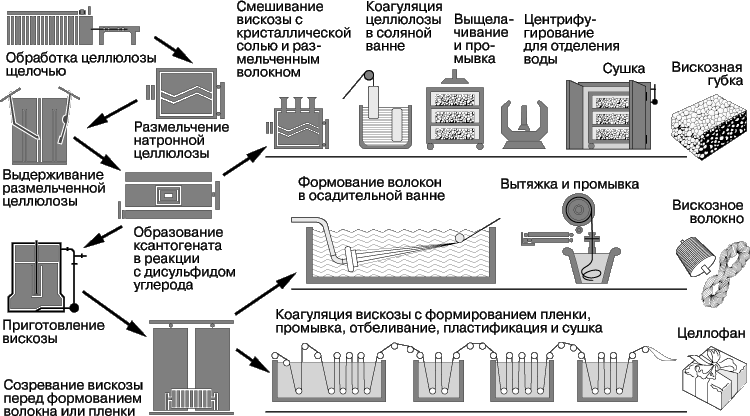 Обработка целлюлозы
щелочью
Размельчение
натронной
целлюлозы
Выдерживание
размельченной
целлюлозы
Образование
ксантогената
в реакции
с дисульфидом
углерода
Приготовление
вискозы
Созревание вискозы
перед формованием
волокна или пленки
Смешивание
вискозы с
кристаллической
солью и раз-
мельченным
волокном
Коагуляция
целлюлозы
в соляной
ванне
Выщела-
чивание
и про-
мывка
Центрифу-
гирование
для отделения
воды
Сушка
Вискозная
губка
Формование волокон
в осадительной ванне
Вытяжка и промывка
Вискозное
волокно
Коагуляция вискозы с формированием пленки,
промывка, отбеливание, пластификация и сушка
Целлофан